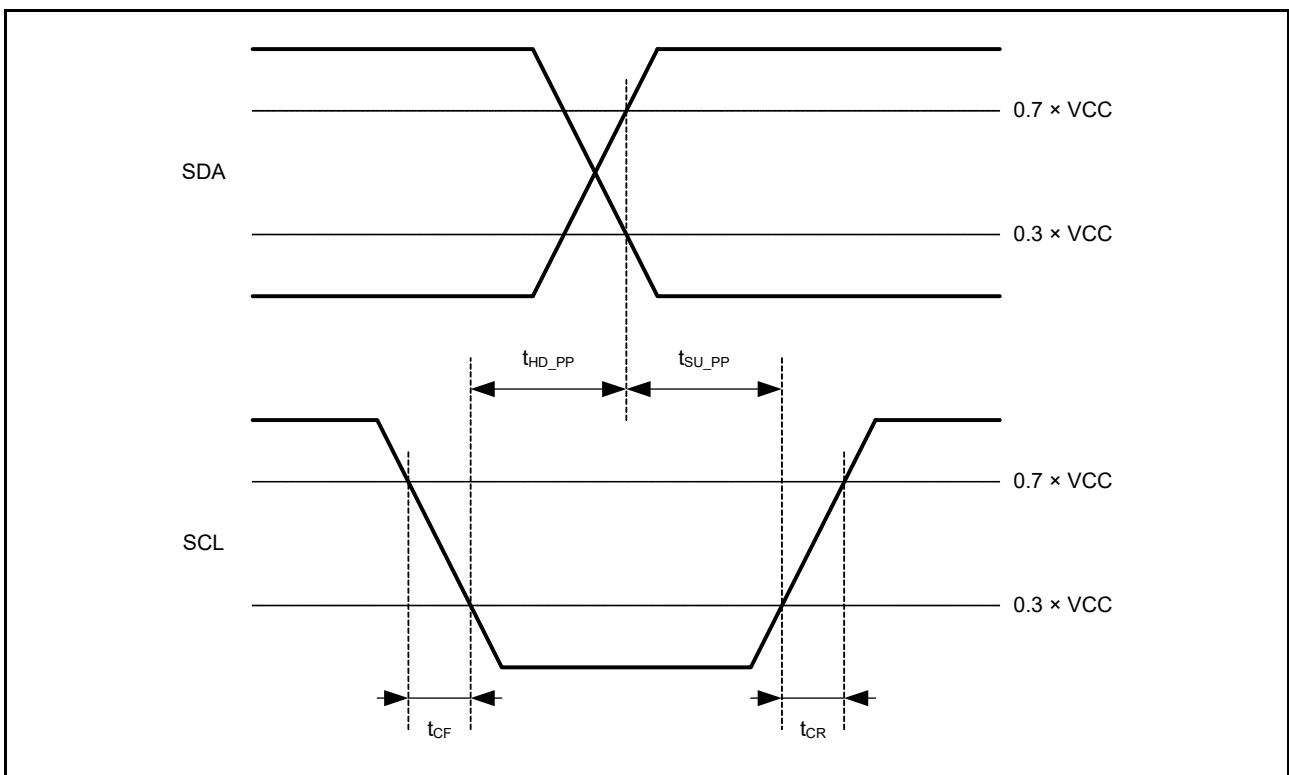 0.7 × VCC
SDA
0.3 × VCC
tHD_PP
tSU_PP
0.7 × VCC
SCL
0.3 × VCC
tCF
tCR